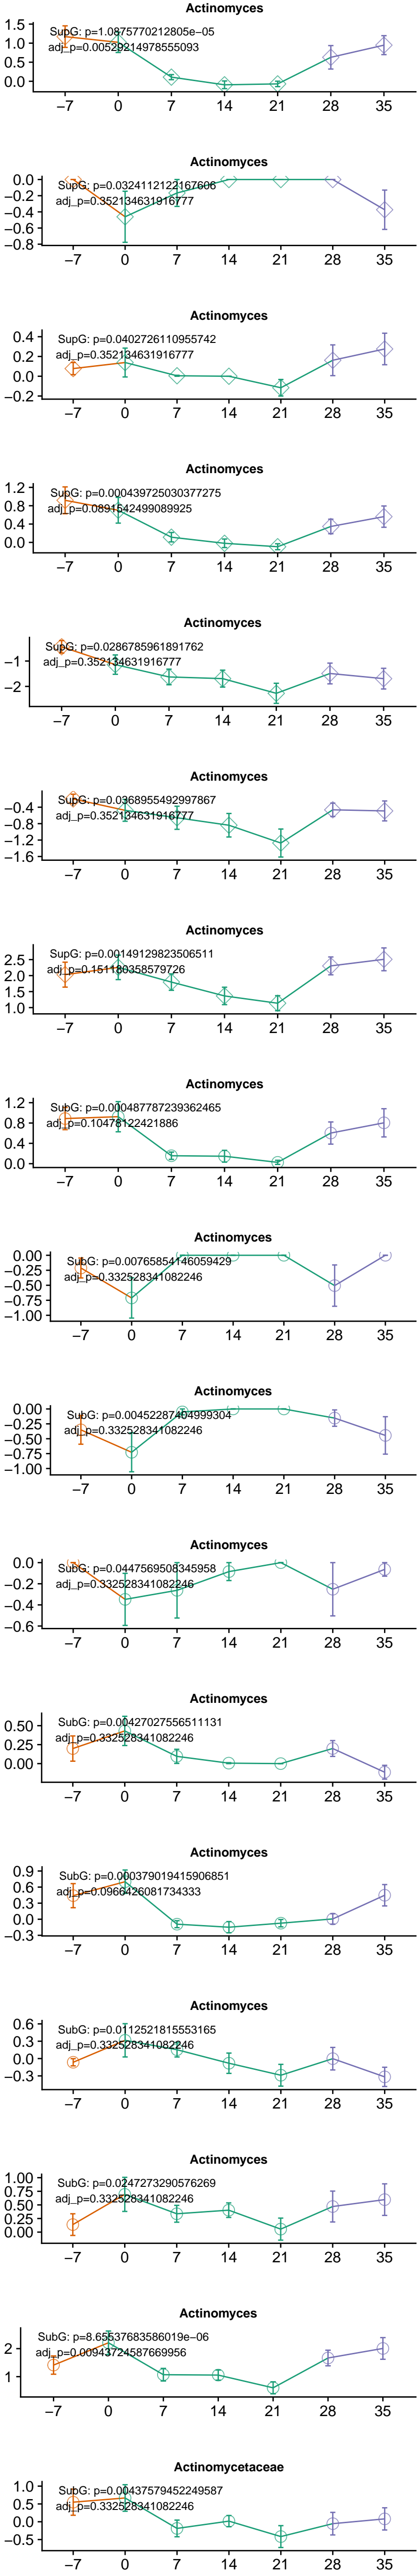 Actinomyces
SupG: p=1.0875770212805e−05
adj_p=0.00529214978555093
1.5
1.0
0.5
0.0
−7 0 7 14 21 28 35
Actinomyces
SupG: p=0.0324112122167606
adj_p=0.352134631916777
0.0
−0.2
−0.4
−0.6
−0.8
−7 0 7 14 21 28 35
Actinomyces
SupG: p=0.0402726110955742
adj_p=0.352134631916777
0.4
0.2
0.0
−0.2
−7 0 7 14 21 28 35
Actinomyces
SupG: p=0.000439725030377275
adj_p=0.0891542499089925
1.2
0.8
0.4
0.0
−7 0 7 14 21 28 35
Actinomyces
SupG: p=0.0286785961891762
adj_p=0.352134631916777
−1
−2
−7 0 7 14 21 28 35
Actinomyces
SupG: p=0.0368955492997867
adj_p=0.352134631916777
−0.4
−0.8
−1.2
−1.6
−7 0 7 14 21 28 35
Actinomyces
SupG: p=0.00149129823506511
adj_p=0.151180358579726
2.5
2.0
1.5
1.0
−7 0 7 14 21 28 35
Actinomyces
SubG: p=0.000487787239362465
adj_p=0.10478122421886
1.2
0.8
0.4
0.0
−7 0 7 14 21 28 35
Actinomyces
SubG: p=0.00765854146059429
adj_p=0.332528341082246
0.00
−0.25
−0.50
−0.75
−1.00
−7 0 7 14 21 28 35
Actinomyces
SubG: p=0.00452287404999304
adj_p=0.332528341082246
0.00
−0.25
−0.50
−0.75
−1.00
−7 0 7 14 21 28 35
Actinomyces
SubG: p=0.0447569508345958
adj_p=0.332528341082246
0.0
−0.2
−0.4
−0.6
−7 0 7 14 21 28 35
Actinomyces
SubG: p=0.00427027556511131
adj_p=0.332528341082246
0.50
0.25
0.00
−7 0 7 14 21 28 35
Actinomyces
SubG: p=0.000379019415906851
adj_p=0.0966426081734333
0.9
0.6
0.3
0.0
−0.3
−7 0 7 14 21 28 35
Actinomyces
SubG: p=0.0112521815553165
adj_p=0.332528341082246
0.6
0.3
0.0
−0.3
−7 0 7 14 21 28 35
Actinomyces
SubG: p=0.0247273290576269
adj_p=0.332528341082246
1.00
0.75
0.50
0.25
0.00
−7 0 7 14 21 28 35
Actinomyces
SubG: p=8.65537683586019e−06
adj_p=0.00943724587669956
2
1
−7 0 7 14 21 28 35
Actinomycetaceae
SubG: p=0.00437579452249587
adj_p=0.332528341082246
1.0
0.5
0.0
−0.5
−7 0 7 14 21 28 35